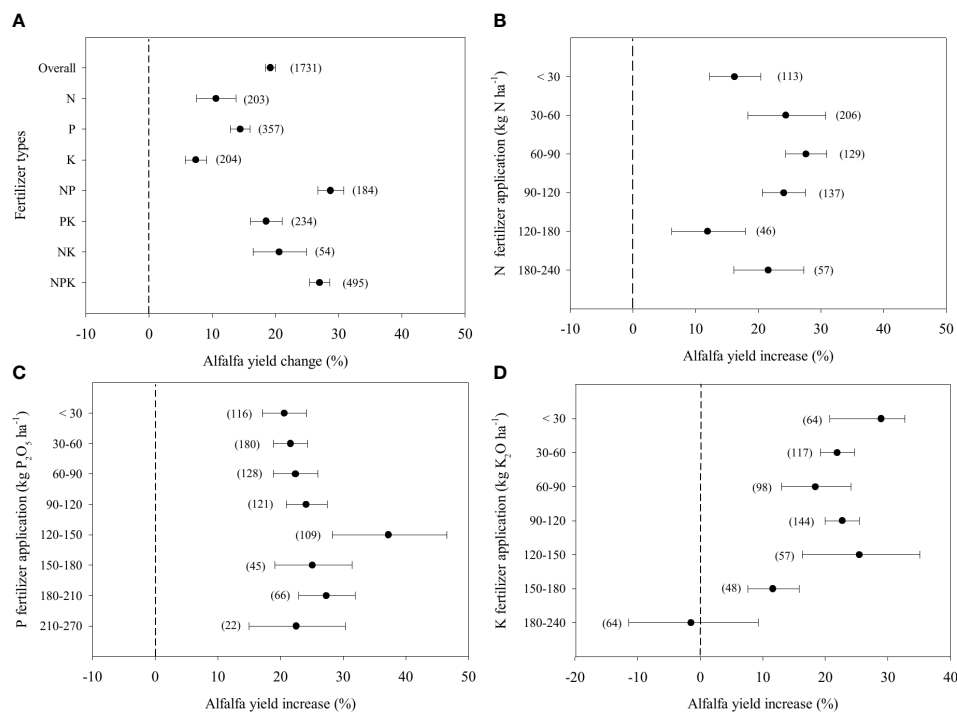 A
Overall (1731)
N (203)
P (357)
K (204)
NP (184)
PK (234)
NK (54)
NPK (495)
Fertilizer types
-10 0 10 20 30 40 50
Alfalfa yield change (%)
B
< 30 (113)
30-60 (206)
60-90 (129)
90-120 (137)
120-180 (46)
180-240 (57)
N fertilizer application (kg N ha⁻¹)
-10 0 10 20 30 40 50
Alfalfa yield increase (%)
C
< 30 (116)
30-60 (180)
60-90 (128)
90-120 (121)
120-150 (109)
150-180 (45)
180-210 (66)
210-270 (22)
P fertilizer application (kg P₂O₅ ha⁻¹)
-10 0 10 20 30 40 50
Alfalfa yield increase (%)
D
< 30 (64)
30-60 (117)
60-90 (98)
90-120 (144)
120-150 (57)
150-180 (48)
180-240 (64)
K fertilizer application (kg K₂O ha⁻¹)
-20 -10 0 10 20 30 40
Alfalfa yield increase (%)